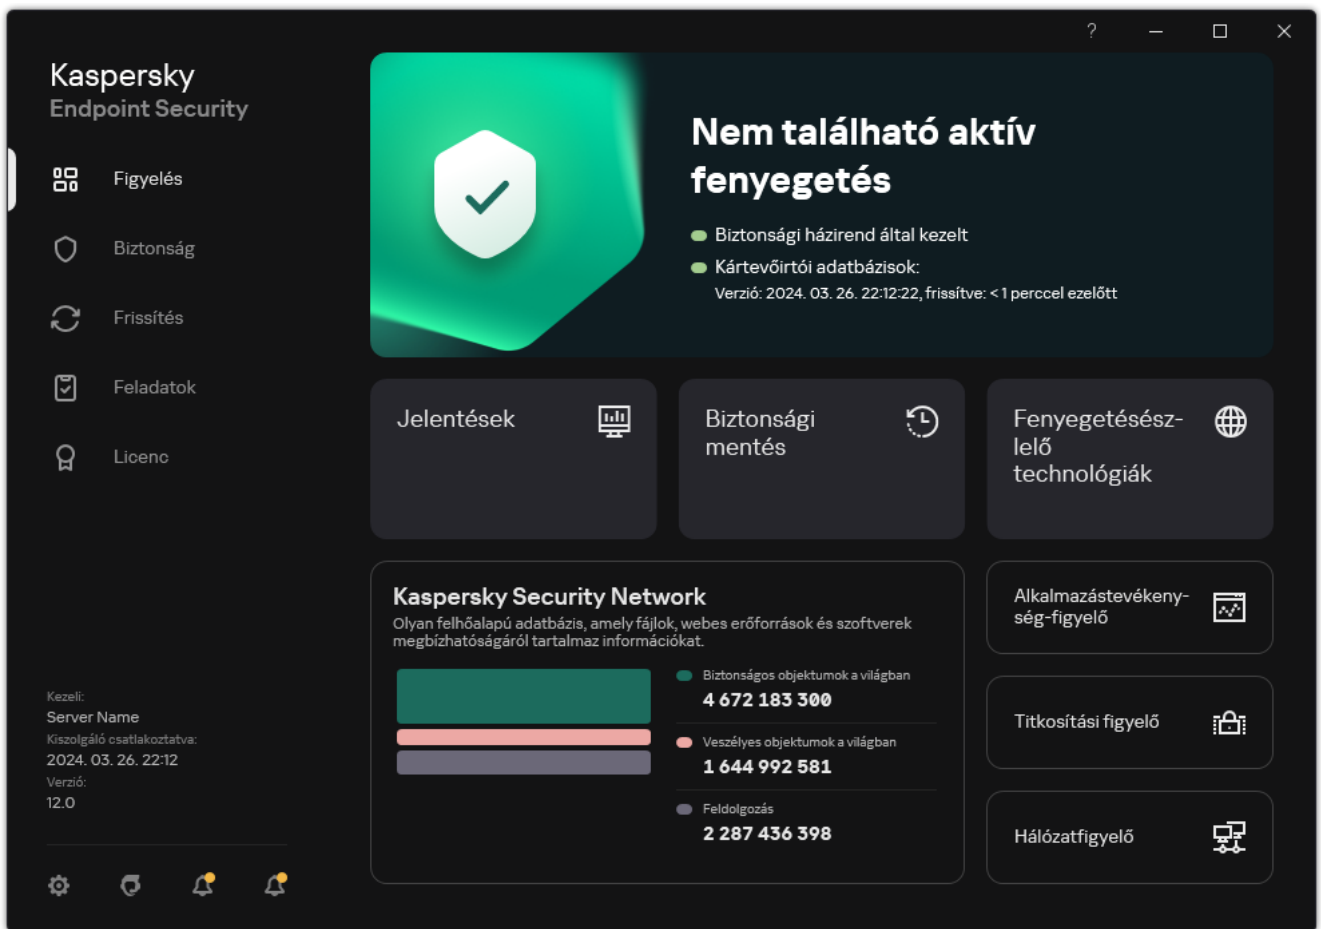 ?
Kaspersky
Endpoint Security
Figyelés
Biztonság
Frissítés
Feladatok
Licenc
Kezeli:
Server Name
Kiszolgáló csatlakoztatva:
2024. 03. 26. 22:12
Verzió:
12.0
Nem található aktív
fenyegetés
Biztonsági házirend által kezelt
Kártevőirtói adatbázisok:
Verzió: 2024. 03. 26. 22:12:22, frissítve: < 1 perccel ezelőtt
Jelentések
Biztonsági
mentés
Fenyegetésész-
lelő
technológiák
Kaspersky Security Network
Olyan felhőalapú adatbázis, amely fájlok, webes erőforrások és szoftverek
megbízhatóságáról tartalmaz információkat.
Biztonságos objektumok a világban
4 672 183 300
Veszélyes objektumok a világban
1 644 992 581
Feldolgozás
2 287 436 398
Alkalmazástevékeny-
ség-figyelő
Titkosítási figyelő
Hálózatfigyelő